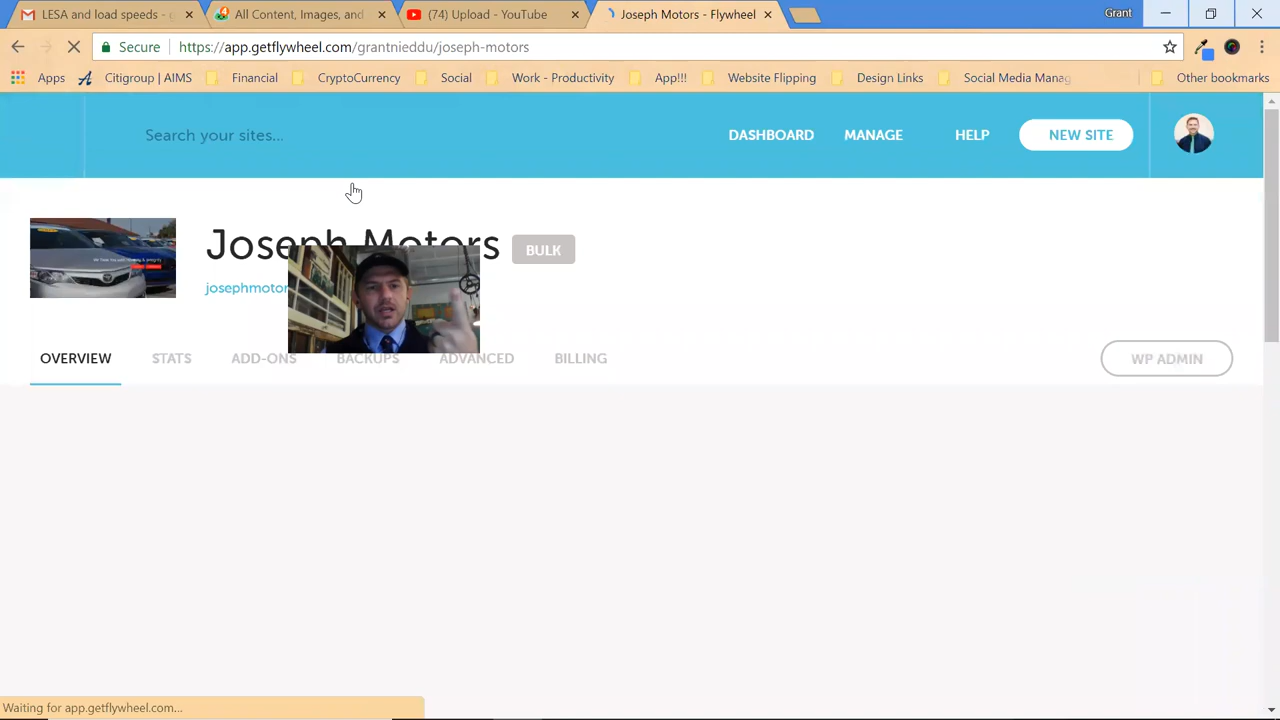 LESA and load speeds - g
All Content, Images, and
(74) Upload - YouTube
Joseph Motors - Flywheel
Grant
Secure
https://app.getflywheel.com/grantnieddu/joseph-motors
Apps
Citigroup | AIMS
Financial
CryptoCurrency
Social
Work - Productivity
App!!!
Website Flipping
Design Links
Social Media Manag
Other bookmarks
Search your sites...
DASHBOARD
MANAGE
HELP
NEW SITE
Joseph Motors
BULK
josephmotor
OVERVIEW
STATS
ADD-ONS
BACKUPS
ADVANCED
BILLING
WP ADMIN
Waiting for app.getflywheel.com...